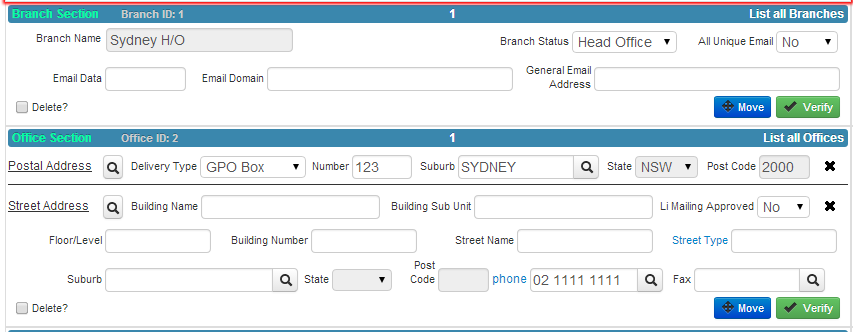 Branch Section Branch ID: 1 1 List all Branches
Branch Name Sydney H/O Branch Status Head Office All Unique Email No
Email Data Email Domain General Email Address
Delete? Move Verify
Office Section Office ID: 2 1 List all Offices
Postal Address Delivery Type GPO Box Number 123 Suburb SYDNEY State NSW Post Code 2000
Street Address Building Name Building Sub Unit Li Mailing Approved No
Floor/Level Building Number Street Name Street Type
Suburb State Post Code phone 02 1111 1111 Fax
Delete? Move Verify